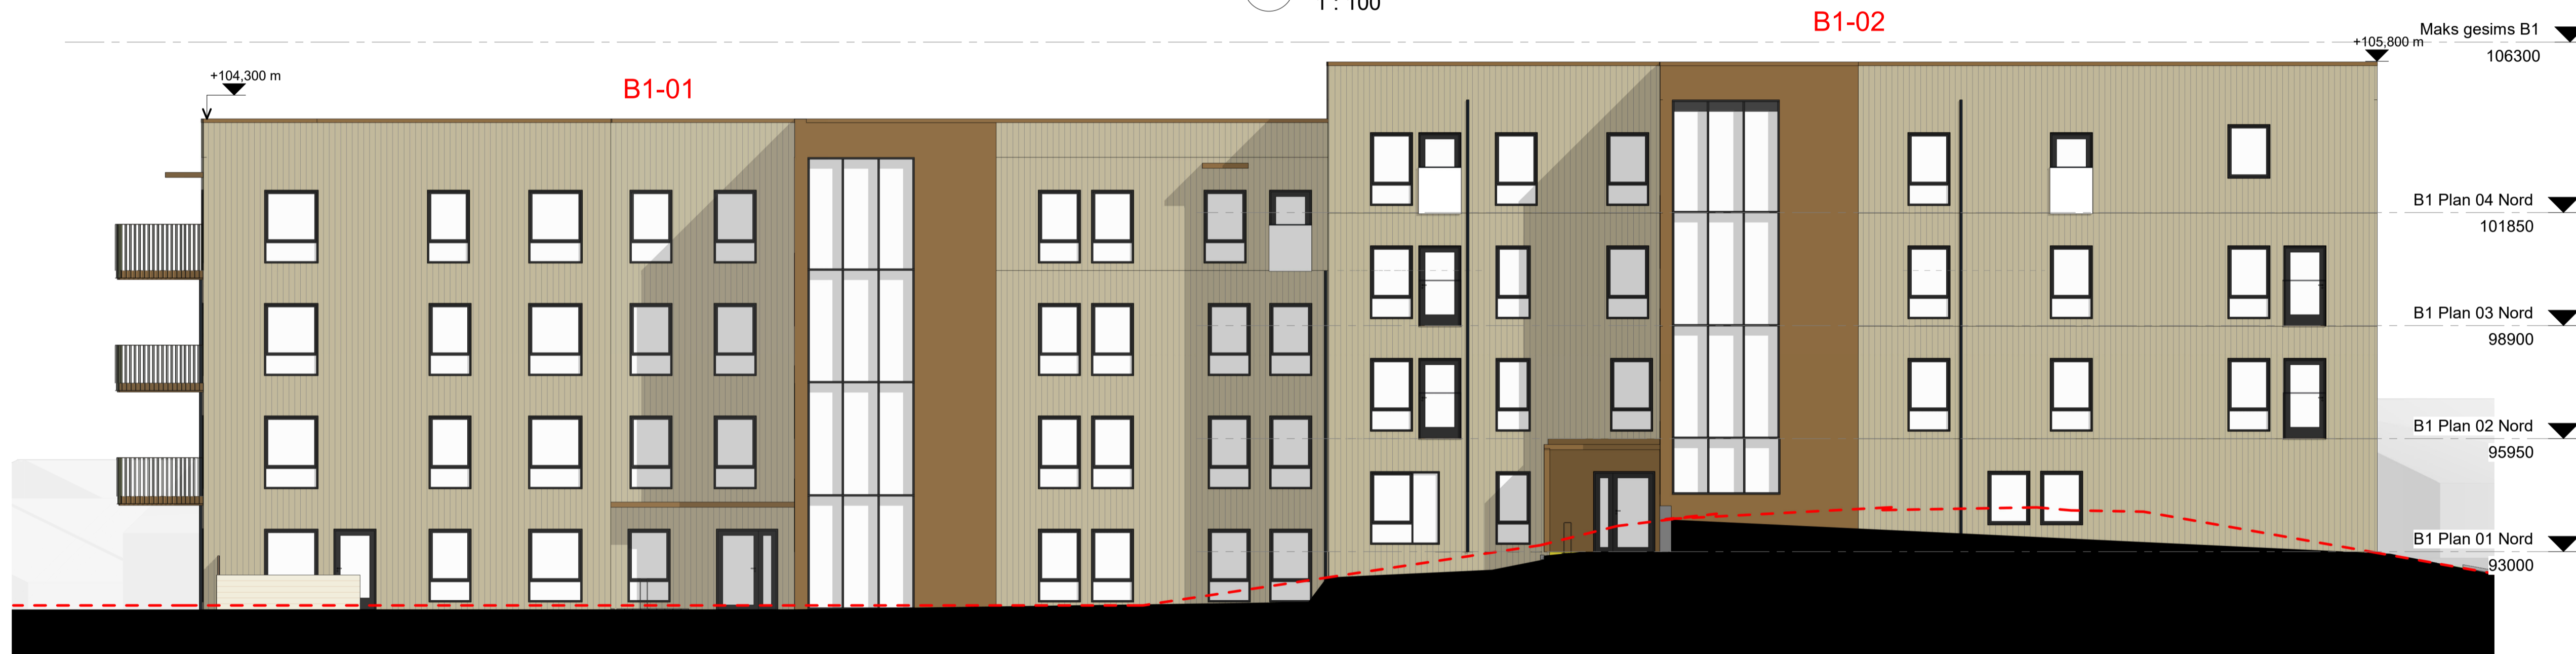 1 : 100
B1-02
Maks gesims B1
+105,800 m
106300
+104,300 m
B1-01
B1 Plan 04 Nord
101850
B1 Plan 03 Nord
98900
B1 Plan 02 Nord
95950
B1 Plan 01 Nord
93000